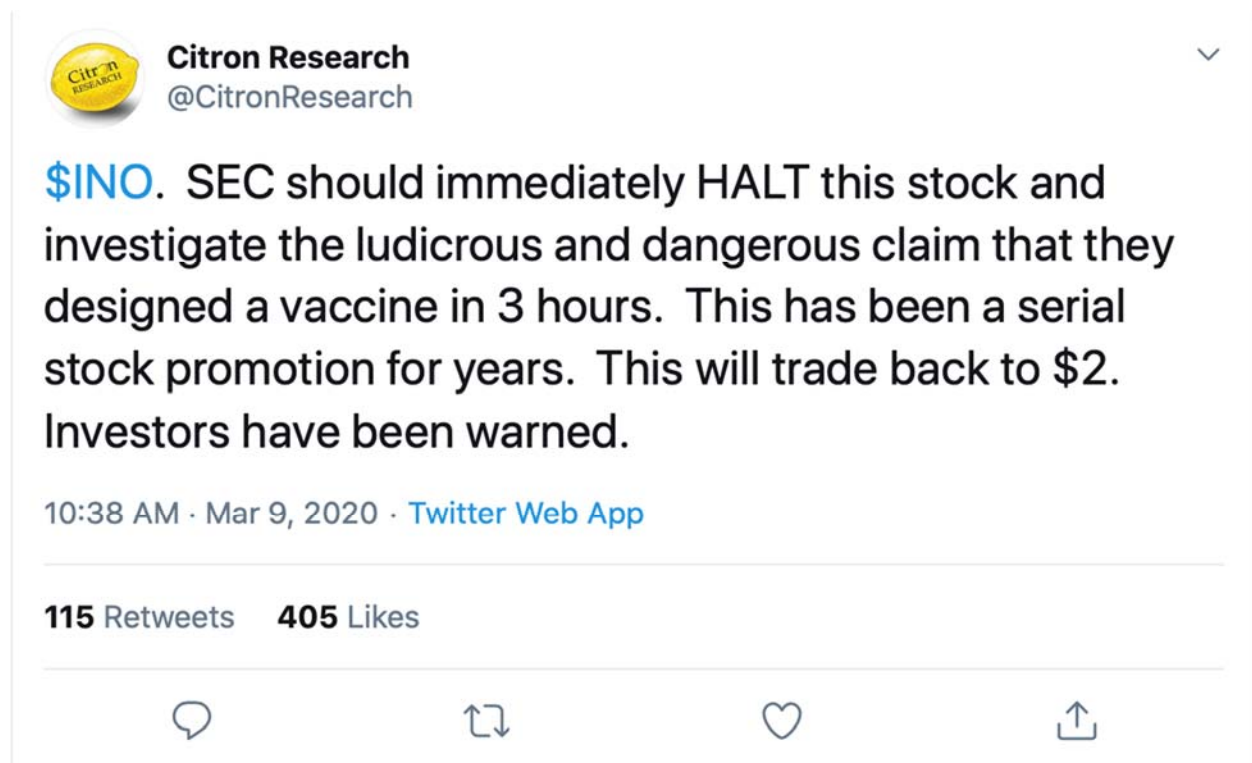 Citron
RESEARCH
Citron Research
@CitronResearch
$INO. SEC should immediately HALT this stock and
investigate the ludicrous and dangerous claim that they
designed a vaccine in 3 hours. This has been a serial
stock promotion for years. This will trade back to $2.
Investors have been warned.
10:38 AM · Mar 9, 2020 · Twitter Web App
115 Retweets 405 Likes